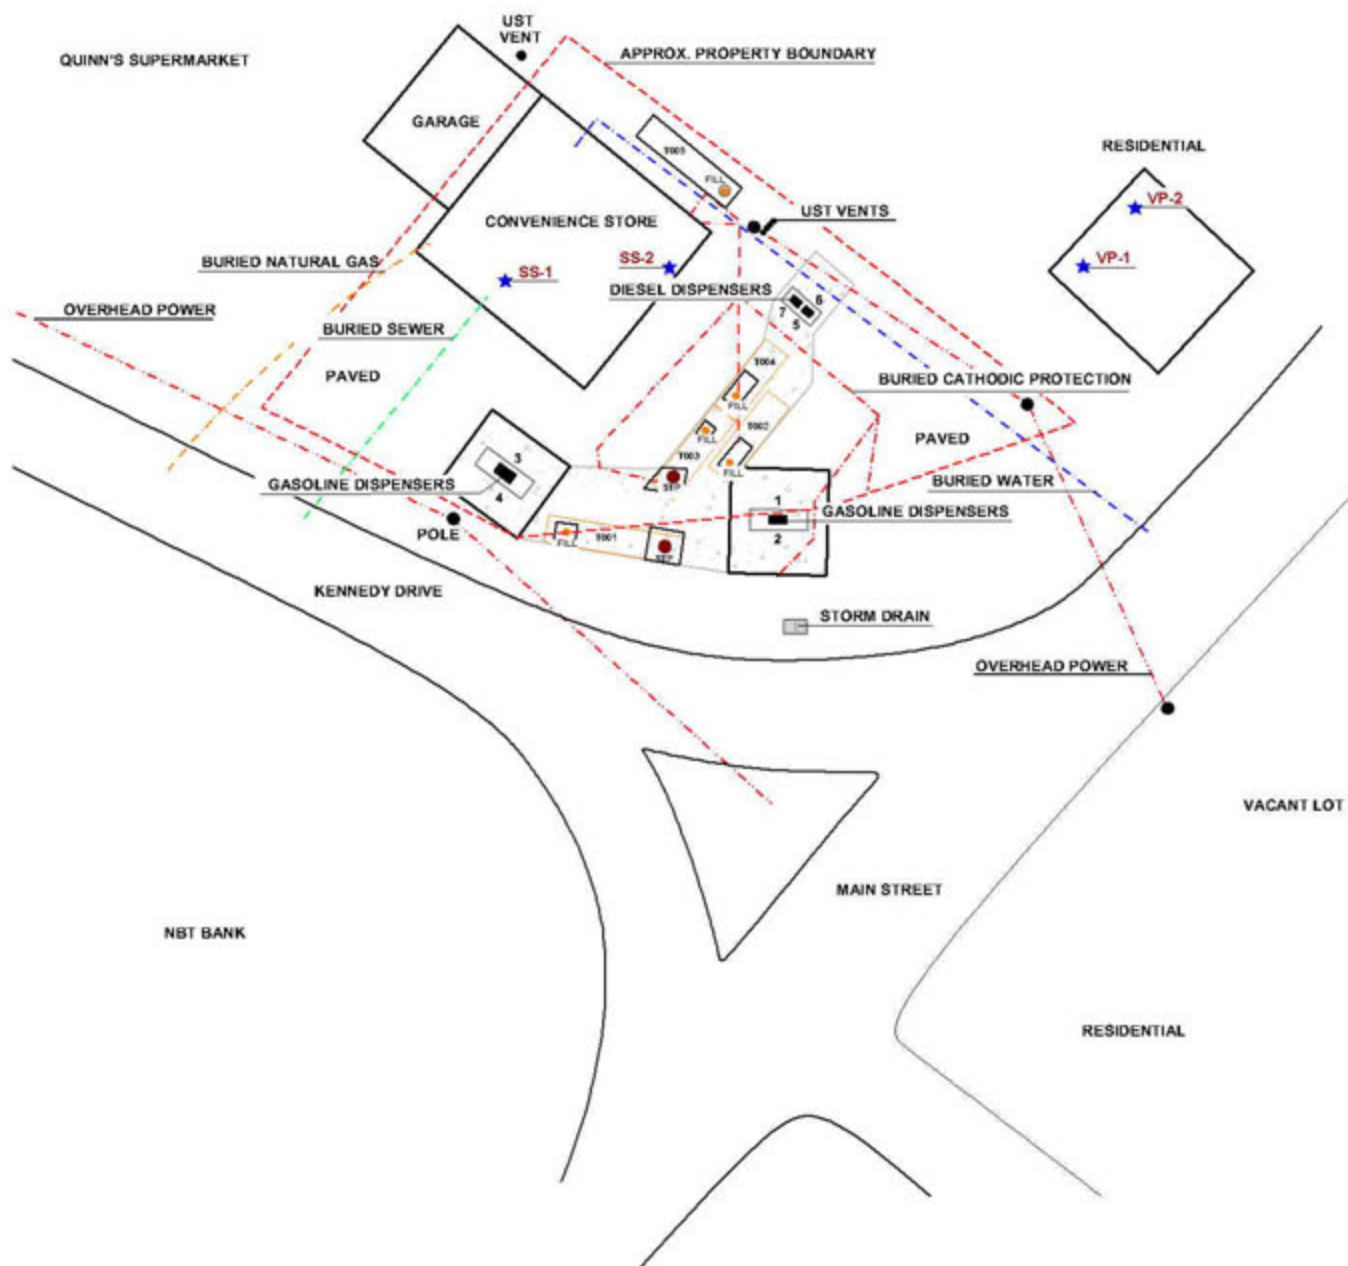 UST
VENT
QUINN'S SUPERMARKET
APPROX. PROPERTY BOUNDARY
GARAGE
T005
FILL
RESIDENTIAL
VP-2
UST VENTS
CONVENIENCE STORE
BURIED NATURAL GAS
SS-1
SS-2
VP-1
DIESEL DISPENSERS
6
7
5
OVERHEAD POWER
BURIED SEWER
PAVED
T004
BURIED CATHODIC PROTECTION
FILL
T002
FILL
PAVED
T003
FILL
3
GASOLINE DISPENSERS
4
STP
BURIED WATER
1
GASOLINE DISPENSERS
2
POLE
FILL
T001
STP
KENNEDY DRIVE
STORM DRAIN
OVERHEAD POWER
VACANT LOT
MAIN STREET
NBT BANK
RESIDENTIAL